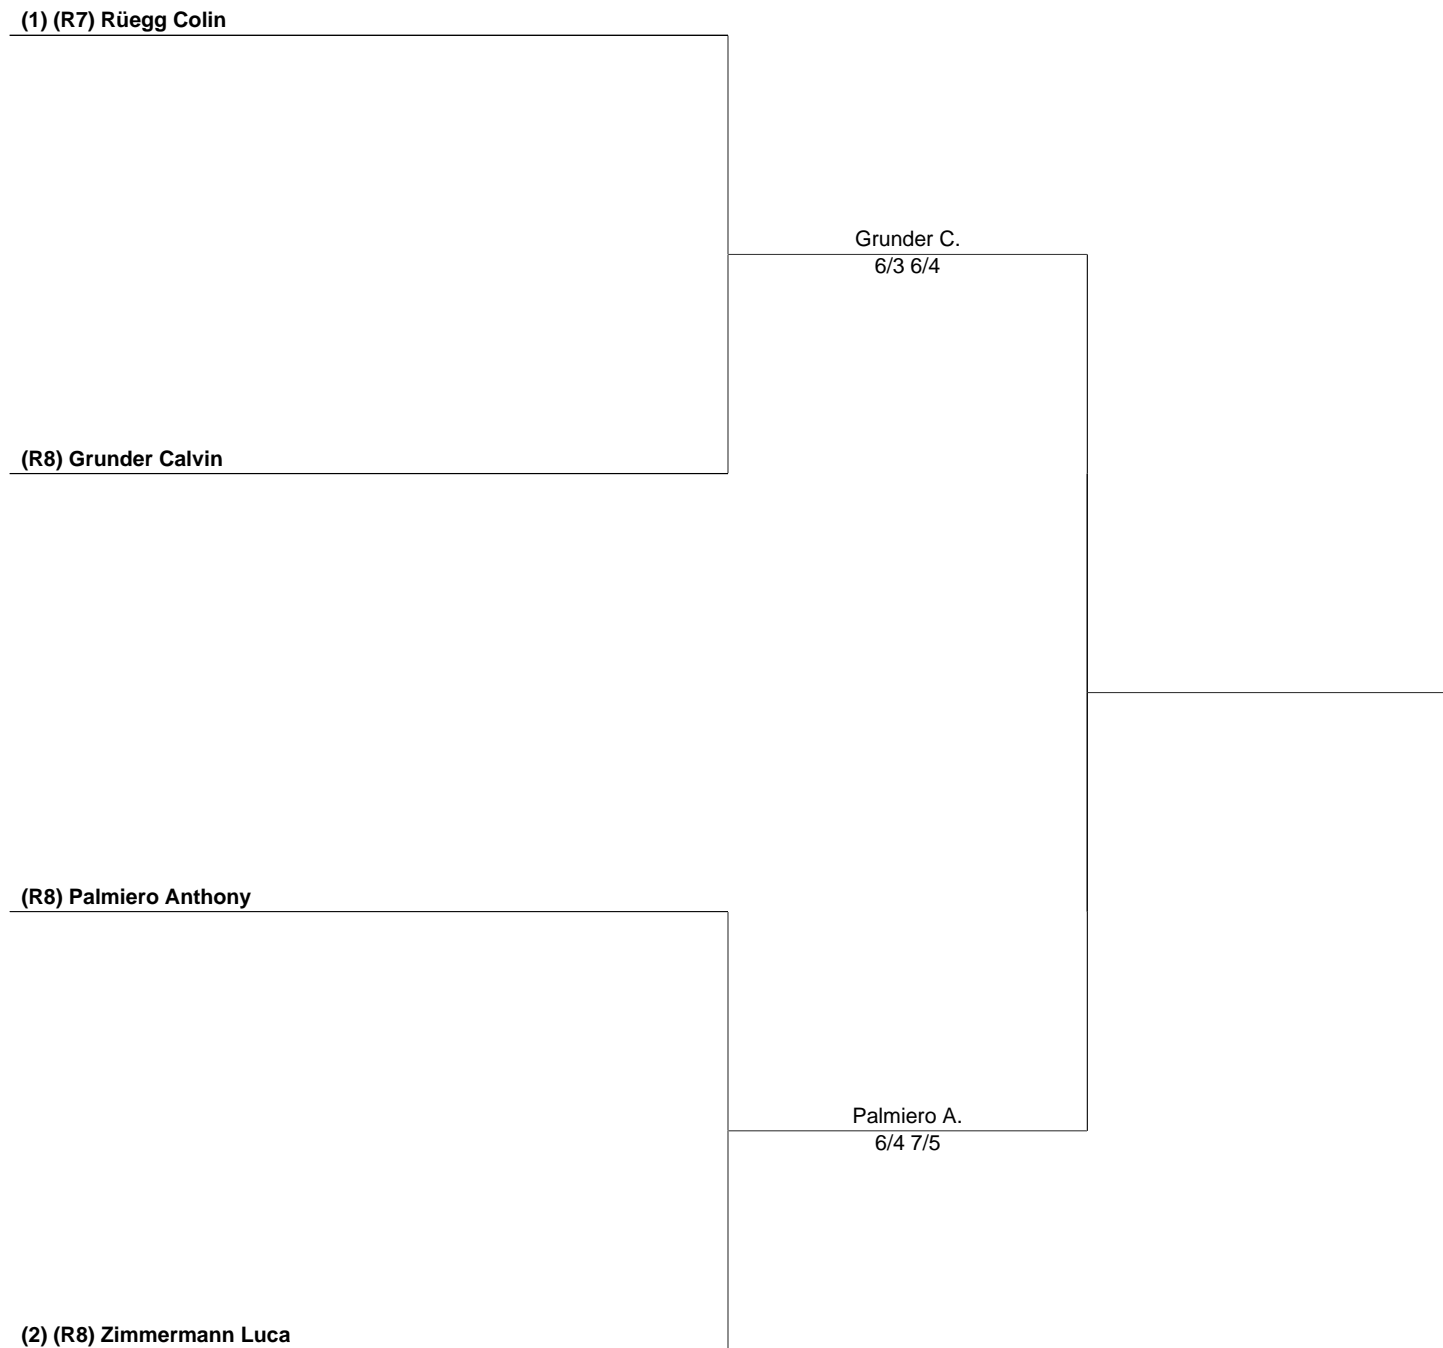 (1) (R7) Rüegg Colin
Grunder C.
6/3 6/4
(R8) Grunder Calvin
(R8) Palmiero Anthony
Palmiero A.
6/4 7/5
(2) (R8) Zimmermann Luca